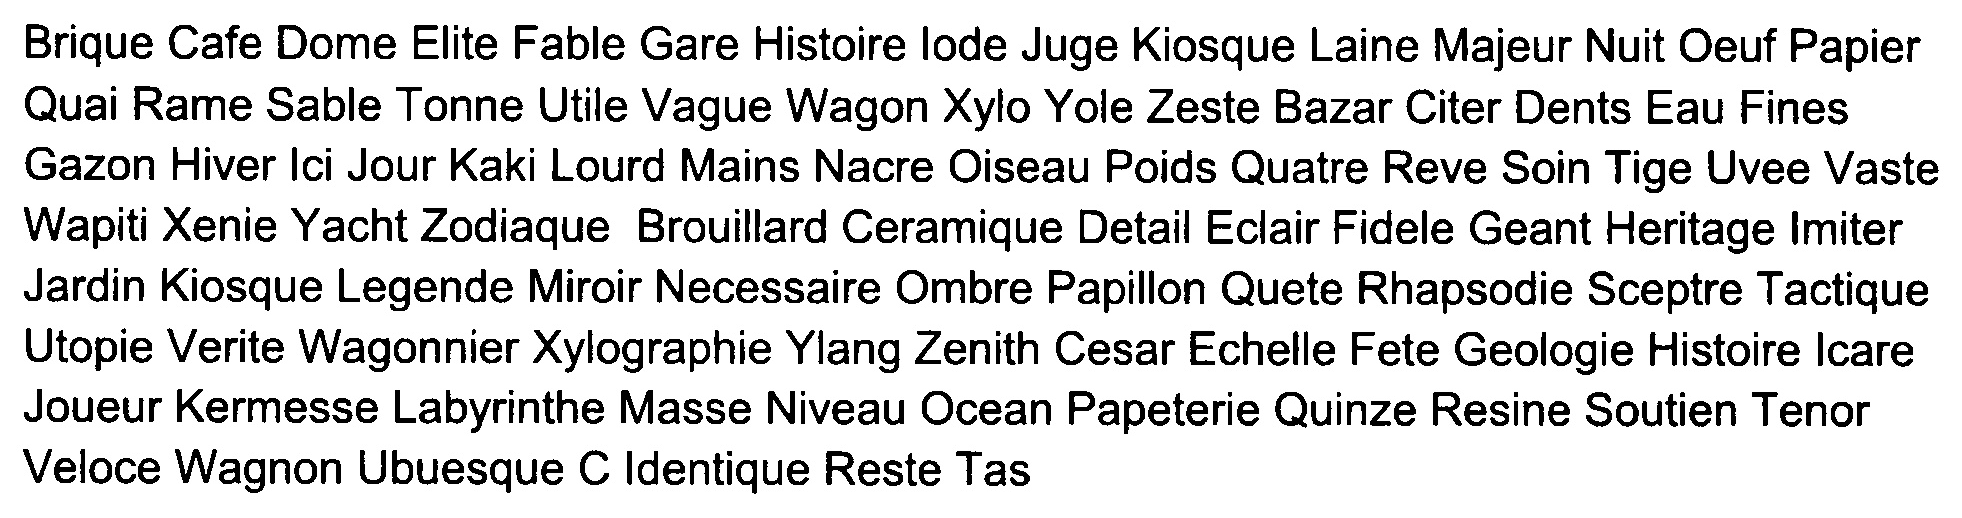 Brique Cafe Dome Elite Fable Gare Histoire Iode Juge Kiosque Laine Majeur Nuit Oeuf Papier
Quai Rame Sable Tonne Utile Vague Wagon Xylo Yole Zeste Bazar Citer Dents Eau Fines
Gazon Hiver Ici Jour Kaki Lourd Mains Nacre Oiseau Poids Quatre Reve Soin Tige Uvee Vaste
Wapiti Xenie Yacht Zodiaque  Brouillard Ceramique Detail Eclair Fidele Geant Heritage Imiter
Jardin Kiosque Legende Miroir Necessaire Ombre Papillon Quete Rhapsodie Sceptre Tactique
Utopie Verite Wagonnier Xylographie Ylang Zenith Cesar Echelle Fete Geologie Histoire Icare
Joueur Kermesse Labyrinthe Masse Niveau Ocean Papeterie Quinze Resine Soutien Tenor
Veloce Wagnon Ubuesque C Identique Reste Tas